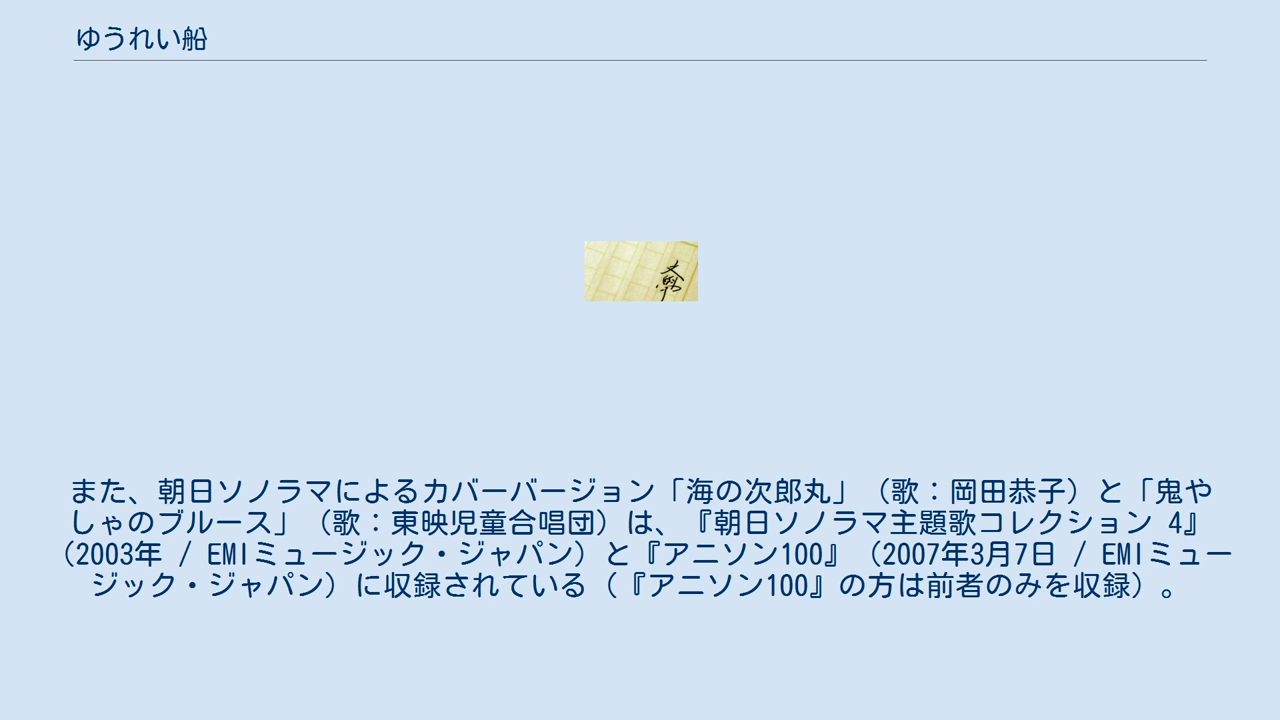 ゆうれい船
また、朝日ソノラマによるカバーバージョン「海の次郎丸」（歌：岡田恭子）と「鬼や
しゃのブルース」（歌：東映児童合唱団）は、『朝日ソノラマ主題歌コレクション 4』
（2003年 / EMIミュージック・ジャパン）と『アニソン100』（2007年3月7日 / EMIミュー
ジック・ジャパン）に収録されている（『アニソン100』の方は前者のみを収録）。